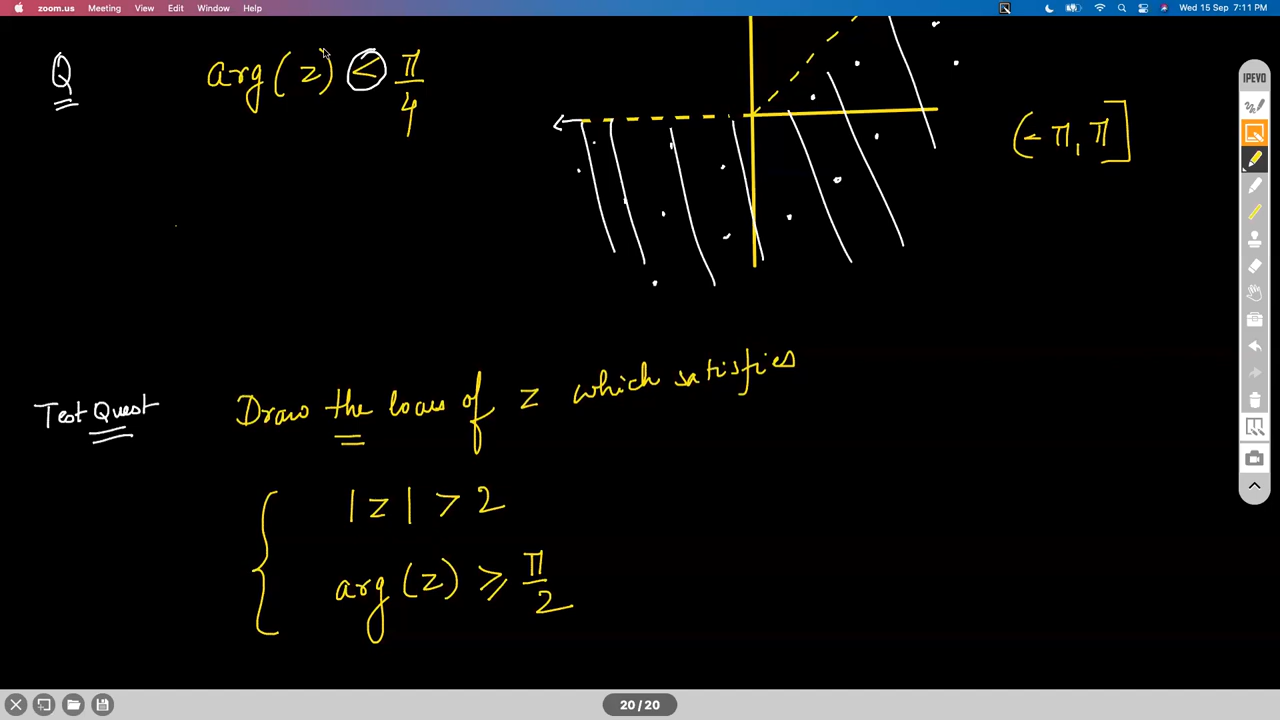 zoom.us Meeting View Edit Window Help Wed 15 Sep 7:11 PM
Q arg(z) < π/4
(-π, π]
IPEVO
Test Quest Draw the locus of z which satisfies
|z| > 2
arg(z) ≥ π/2
20 / 20